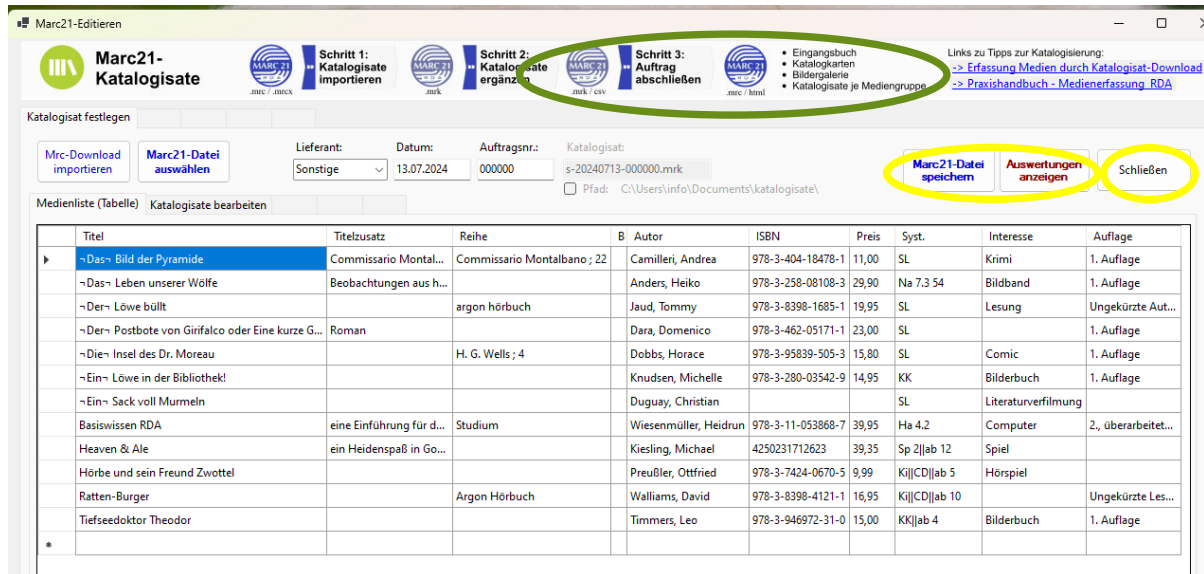 Marc21-Editieren
Marc21-
Katalogisate
MARC 21
.mrc / .mrcx
Schritt 1:
Katalogisate
importieren
MARC 21
.mrk
Schritt 2:
Katalogisate
ergänzen
MARC 21
.mrk / csv
Schritt 3:
Auftrag
abschließen
MARC 21
.mrc / html
• Eingangsbuch
• Katalogkarten
• Bildergalerie
• Katalogisate je Mediengruppe
Links zu Tipps zur Katalogisierung:
-> Erfassung Medien durch Katalogisat-Download
-> Praxishandbuch - Medienerfassung RDA
Katalogisat festlegen
Mrc-Download
importieren
Marc21-Datei
auswählen
Lieferant: Datum: Auftragsnr.: Katalogisat:
Sonstige 13.07.2024 000000 s-20240713-000000.mrk
Pfad: C:\Users\info\Documents\katalogisate\
Marc21-Datei
speichern
Auswertungen
anzeigen
Schließen
Medienliste (Tabelle) Katalogisate bearbeiten
Titel Titelzusatz Reihe B Autor ISBN Preis Syst. Interesse Auflage
¬Das¬ Bild der Pyramide Commissario Montal... Commissario Montalbano ; 22 Camilleri, Andrea 978-3-404-18478-1 11,00 SL Krimi 1. Auflage
¬Das¬ Leben unserer Wölfe Beobachtungen aus h... Anders, Heiko 978-3-258-08108-3 29,90 Na 7.3 54 Bildband 1. Auflage
¬Der¬ Löwe büllt argon hörbuch Jaud, Tommy 978-3-8398-1685-1 19,95 SL Lesung Ungekürzte Aut...
¬Der¬ Postbote von Girifalco oder Eine kurze G... Roman Dara, Domenico 978-3-462-05171-1 23,00 SL 1. Auflage
¬Die¬ Insel des Dr. Moreau H. G. Wells ; 4 Dobbs, Horace 978-3-95839-505-3 15,80 SL Comic 1. Auflage
¬Ein¬ Löwe in der Bibliothek! Knudsen, Michelle 978-3-280-03542-9 14,95 KK Bilderbuch 1. Auflage
¬Ein¬ Sack voll Murmeln Duguay, Christian SL Literaturverfilmung
Basiswissen RDA eine Einführung für d... Studium Wiesenmüller, Heidrun 978-3-11-053868-7 39,95 Ha 4.2 Computer 2., überarbeitet...
Heaven & Ale ein Heidenspaß in Go... Kiesling, Michael 4250231712623 39,35 Sp 2||ab 12 Spiel
Hörbe und sein Freund Zwottel Preußler, Ottfried 978-3-7424-0670-5 9,99 Ki||CD||ab 5 Hörspiel
Ratten-Burger Argon Hörbuch Walliams, David 978-3-8398-4121-1 16,95 Ki||CD||ab 10 Ungekürzte Les...
Tiefseedoktor Theodor Timmers, Leo 978-3-946972-31-0 15,00 KK||ab 4 Bilderbuch 1. Auflage